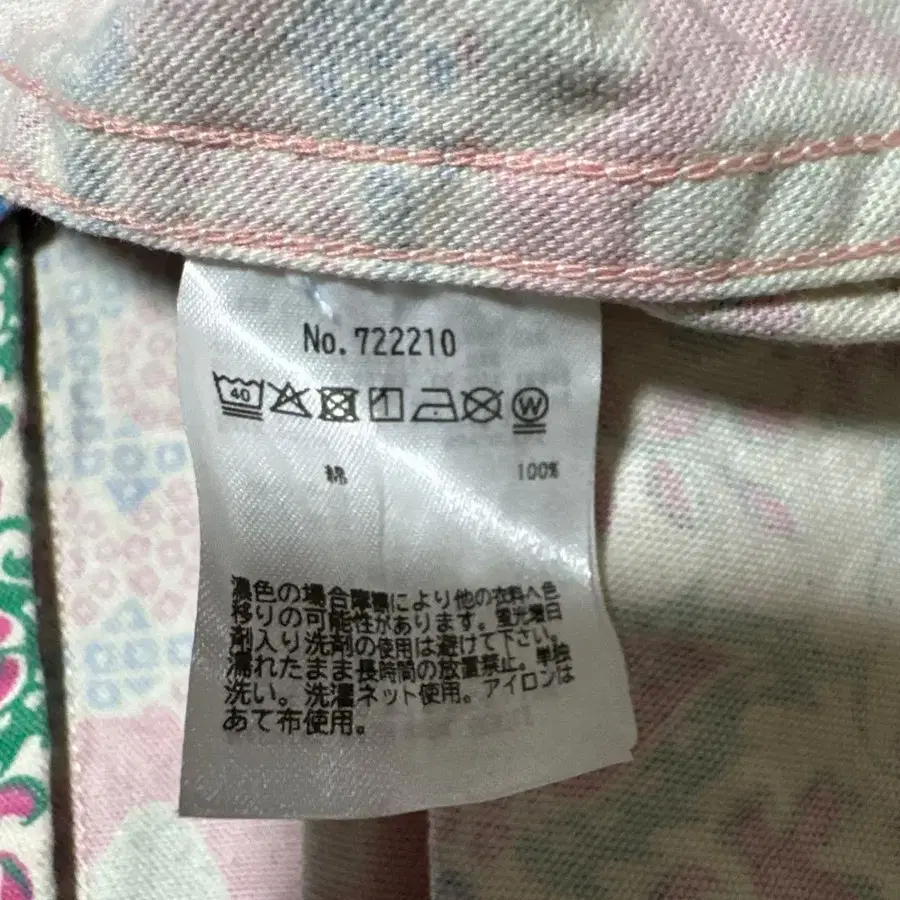 No. 722210
40 1 W
綿 100%
濃色の場合摩擦により他の衣料へ色
移りの可能性があります。蛍光増白
剤入り洗剤の使用は避けて下さい。
濡れたまま長時間の放置禁止。単独
洗い。洗濯ネット使用。アイロンは
あて布使用。